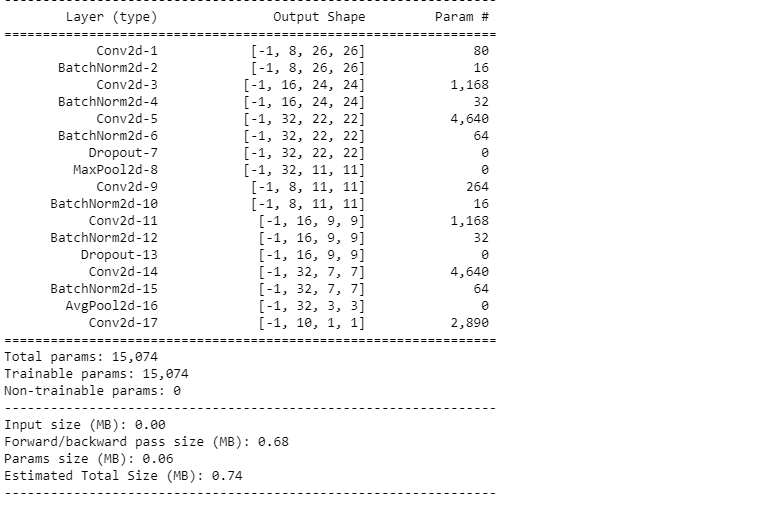 ----------------------------------------------------------------
        Layer (type)               Output Shape         Param #
================================================================
            Conv2d-1            [-1, 8, 26, 26]              80
       BatchNorm2d-2            [-1, 8, 26, 26]              16
            Conv2d-3           [-1, 16, 24, 24]           1,168
       BatchNorm2d-4           [-1, 16, 24, 24]              32
            Conv2d-5           [-1, 32, 22, 22]           4,640
       BatchNorm2d-6           [-1, 32, 22, 22]              64
           Dropout-7           [-1, 32, 22, 22]               0
         MaxPool2d-8           [-1, 32, 11, 11]               0
            Conv2d-9            [-1, 8, 11, 11]             264
      BatchNorm2d-10            [-1, 8, 11, 11]              16
           Conv2d-11             [-1, 16, 9, 9]           1,168
      BatchNorm2d-12             [-1, 16, 9, 9]              32
          Dropout-13             [-1, 16, 9, 9]               0
           Conv2d-14             [-1, 32, 7, 7]           4,640
      BatchNorm2d-15             [-1, 32, 7, 7]              64
        AvgPool2d-16             [-1, 32, 3, 3]               0
           Conv2d-17             [-1, 10, 1, 1]           2,890
================================================================
Total params: 15,074
Trainable params: 15,074
Non-trainable params: 0
----------------------------------------------------------------
Input size (MB): 0.00
Forward/backward pass size (MB): 0.68
Params size (MB): 0.06
Estimated Total Size (MB): 0.74
----------------------------------------------------------------